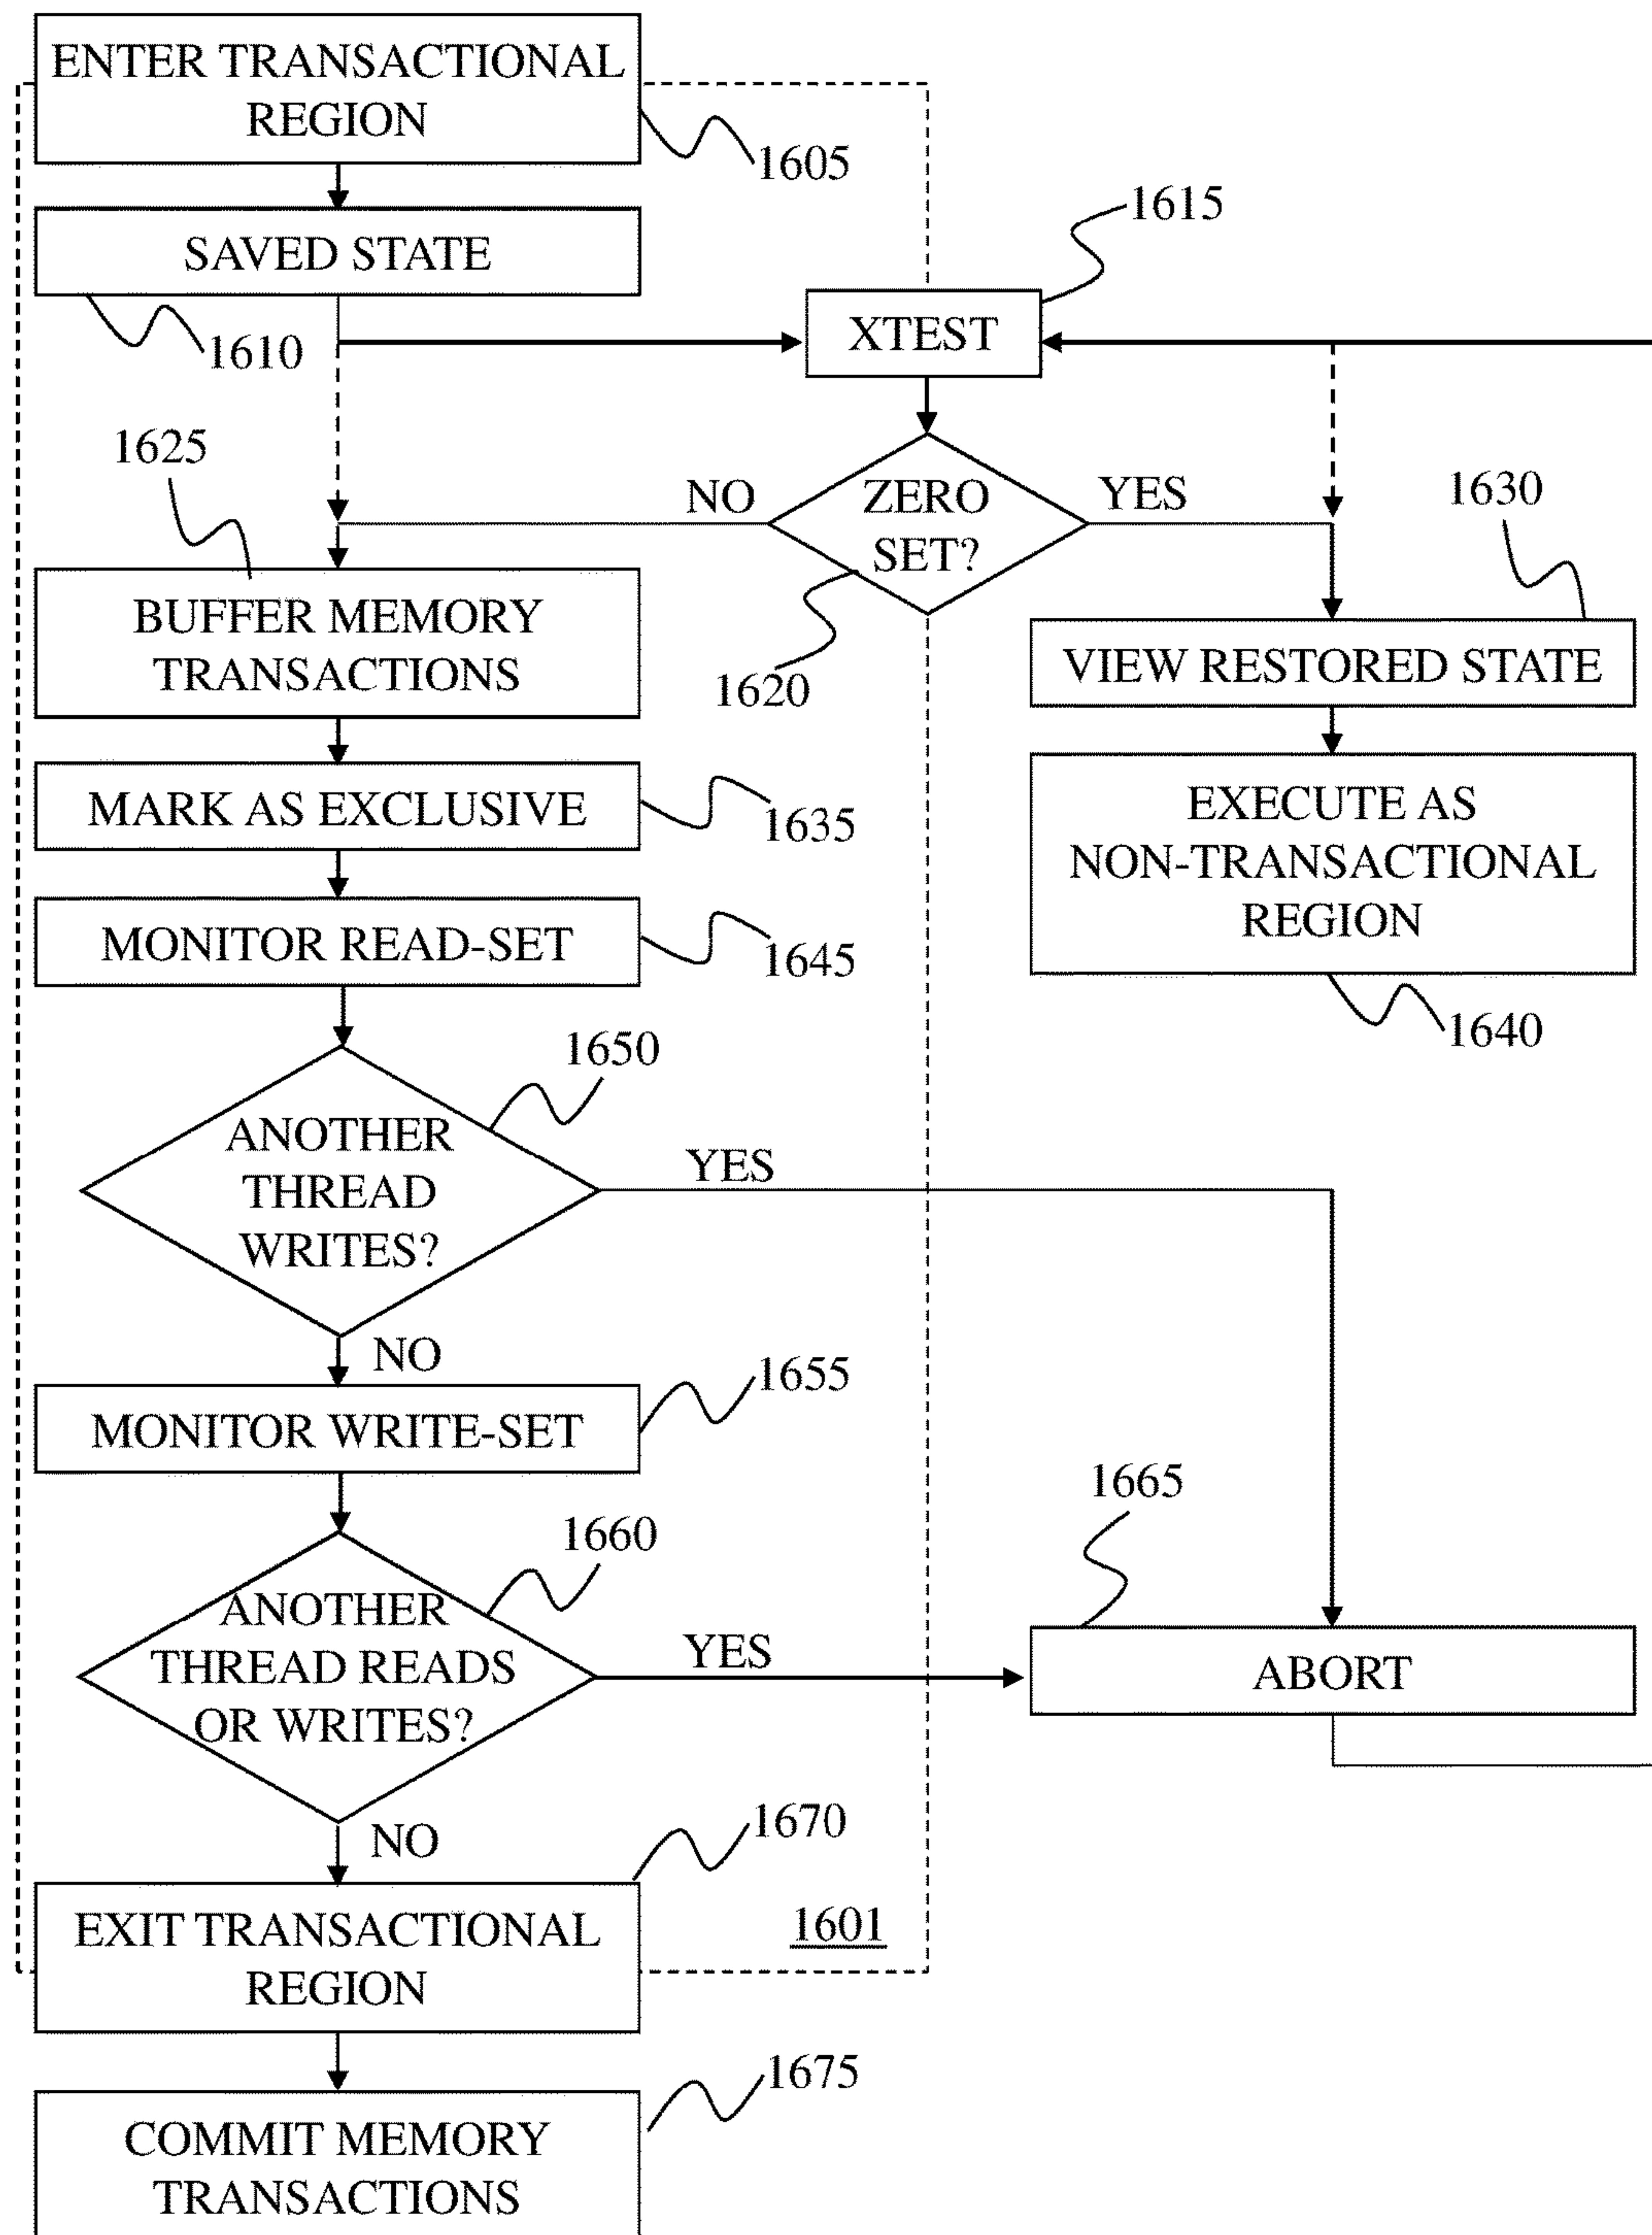 ENTER TRANSACTIONAL
REGION
1605
SAVED STATE
1610
1615
XTEST
1625
NO
ZERO
SET?
YES
1620
1630
BUFFER MEMORY
TRANSACTIONS
VIEW RESTORED STATE
MARK AS EXCLUSIVE
1635
EXECUTE AS
NON-TRANSACTIONAL
REGION
1640
MONITOR READ-SET
1645
1650
ANOTHER
THREAD
WRITES?
YES
NO
MONITOR WRITE-SET
1655
1660
ANOTHER
THREAD READS
OR WRITES?
YES
1665
ABORT
NO
1670
EXIT TRANSACTIONAL
REGION
1601
1675
COMMIT MEMORY
TRANSACTIONS